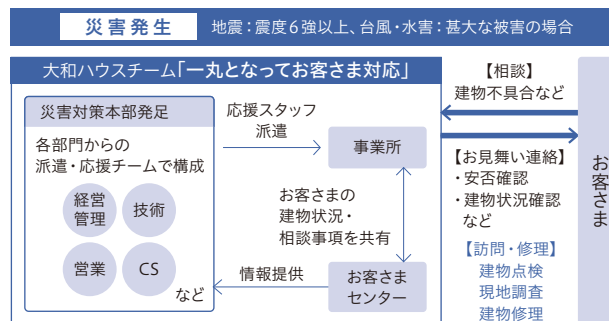 災害発生 地震：震度6強以上、台風・水害：甚大な被害の場合
大和ハウスチーム「一丸となってお客さま対応」
災害対策本部発足
各部門からの
派遣・応援チームで構成
経営
管理
技術
営業
CS
など
応援スタッフ
派遣
事業所
お客さまの
建物状況・
相談事項を共有
情報提供
お客さま
センター
【相談】
建物不具合など
【お見舞い連絡】
・安否確認
・建物状況確認
など
【訪問・修理】
建物点検
現地調査
建物修理
お客さま